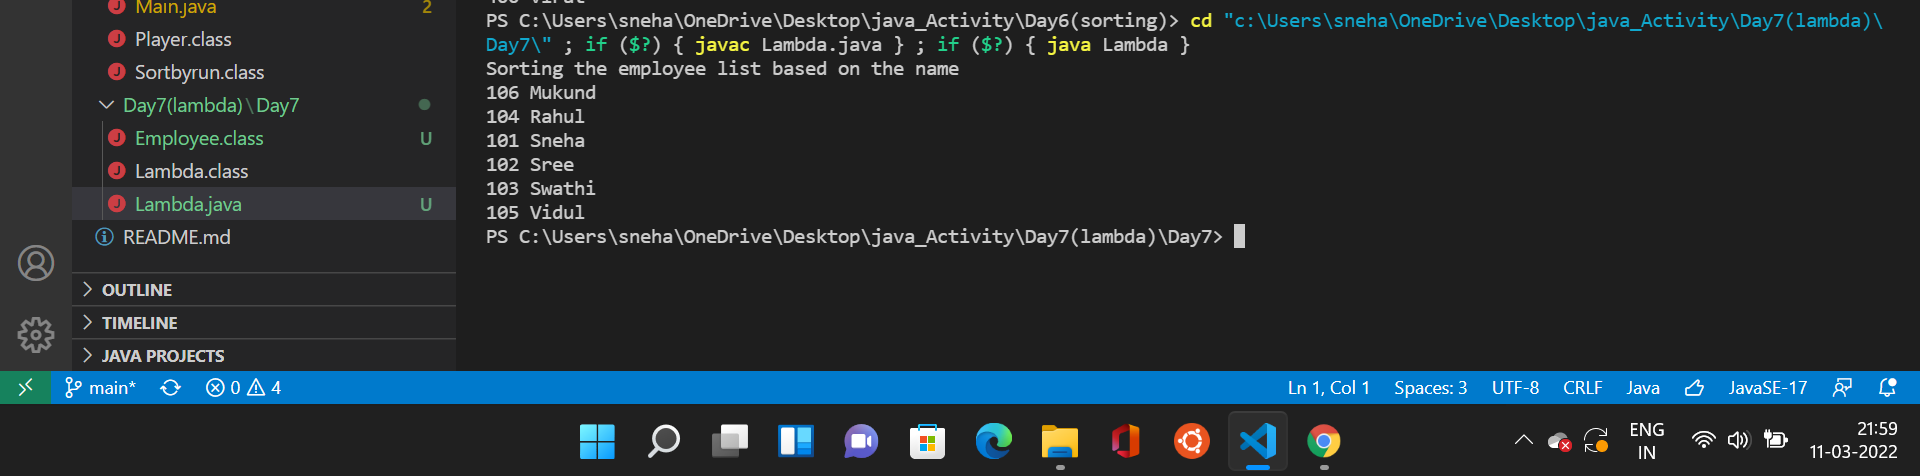 Main.java 2
Player.class
Sortbyrun.class
Day7(lambda)\Day7
Employee.class U
Lambda.class
Lambda.java U
README.md
OUTLINE
TIMELINE
JAVA PROJECTS
PS C:\Users\sneha\OneDrive\Desktop\java_Activity\Day6(sorting)> cd "c:\Users\sneha\OneDrive\Desktop\java_Activity\Day7(lambda)\
Day7\" ; if ($?) { javac Lambda.java } ; if ($?) { java Lambda }
Sorting the employee list based on the name
106 Mukund
104 Rahul
101 Sneha
102 Sree
103 Swathi
105 Vidul
PS C:\Users\sneha\OneDrive\Desktop\java_Activity\Day7(lambda)\Day7>
main* 0 4 Ln 1, Col 1 Spaces: 3 UTF-8 CRLF Java JavaSE-17
ENG
IN
21:59
11-03-2022